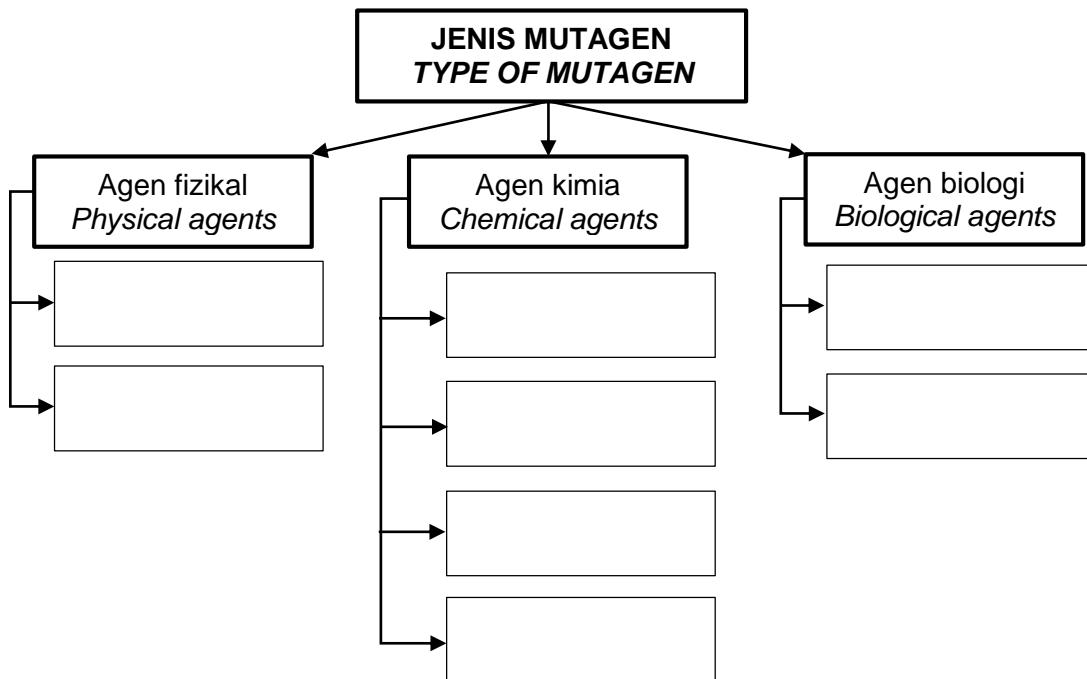 JENIS MUTAGEN
TYPE OF MUTAGEN
Agen fizikal
Physical agents
Agen kimia
Chemical agents
Agen biologi
Biological agents